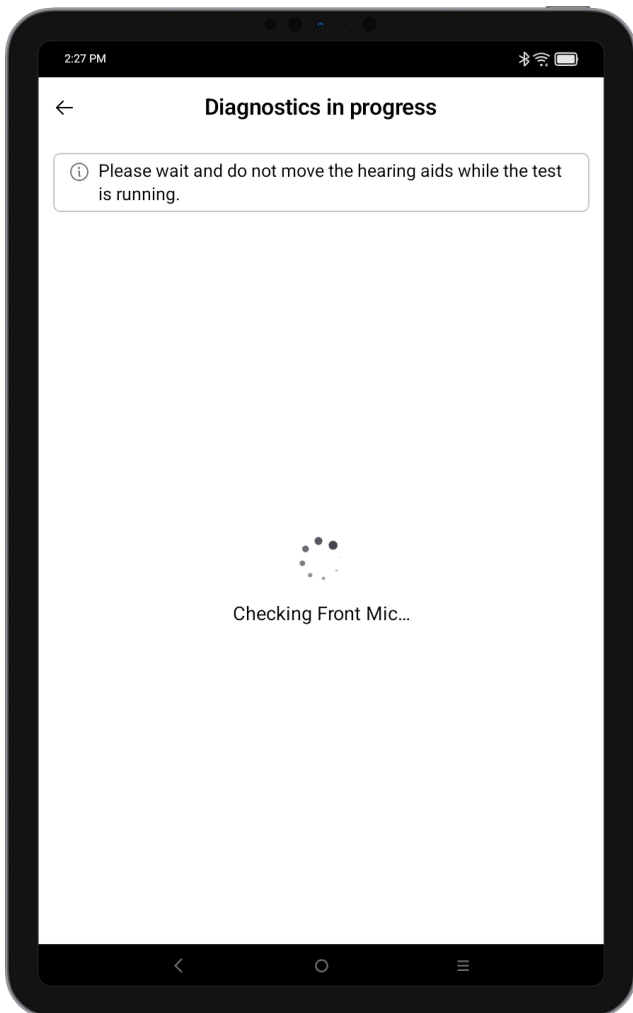 2:27 PM
Diagnostics in progress
Please wait and do not move the hearing aids while the test
is running.
Checking Front Mic...